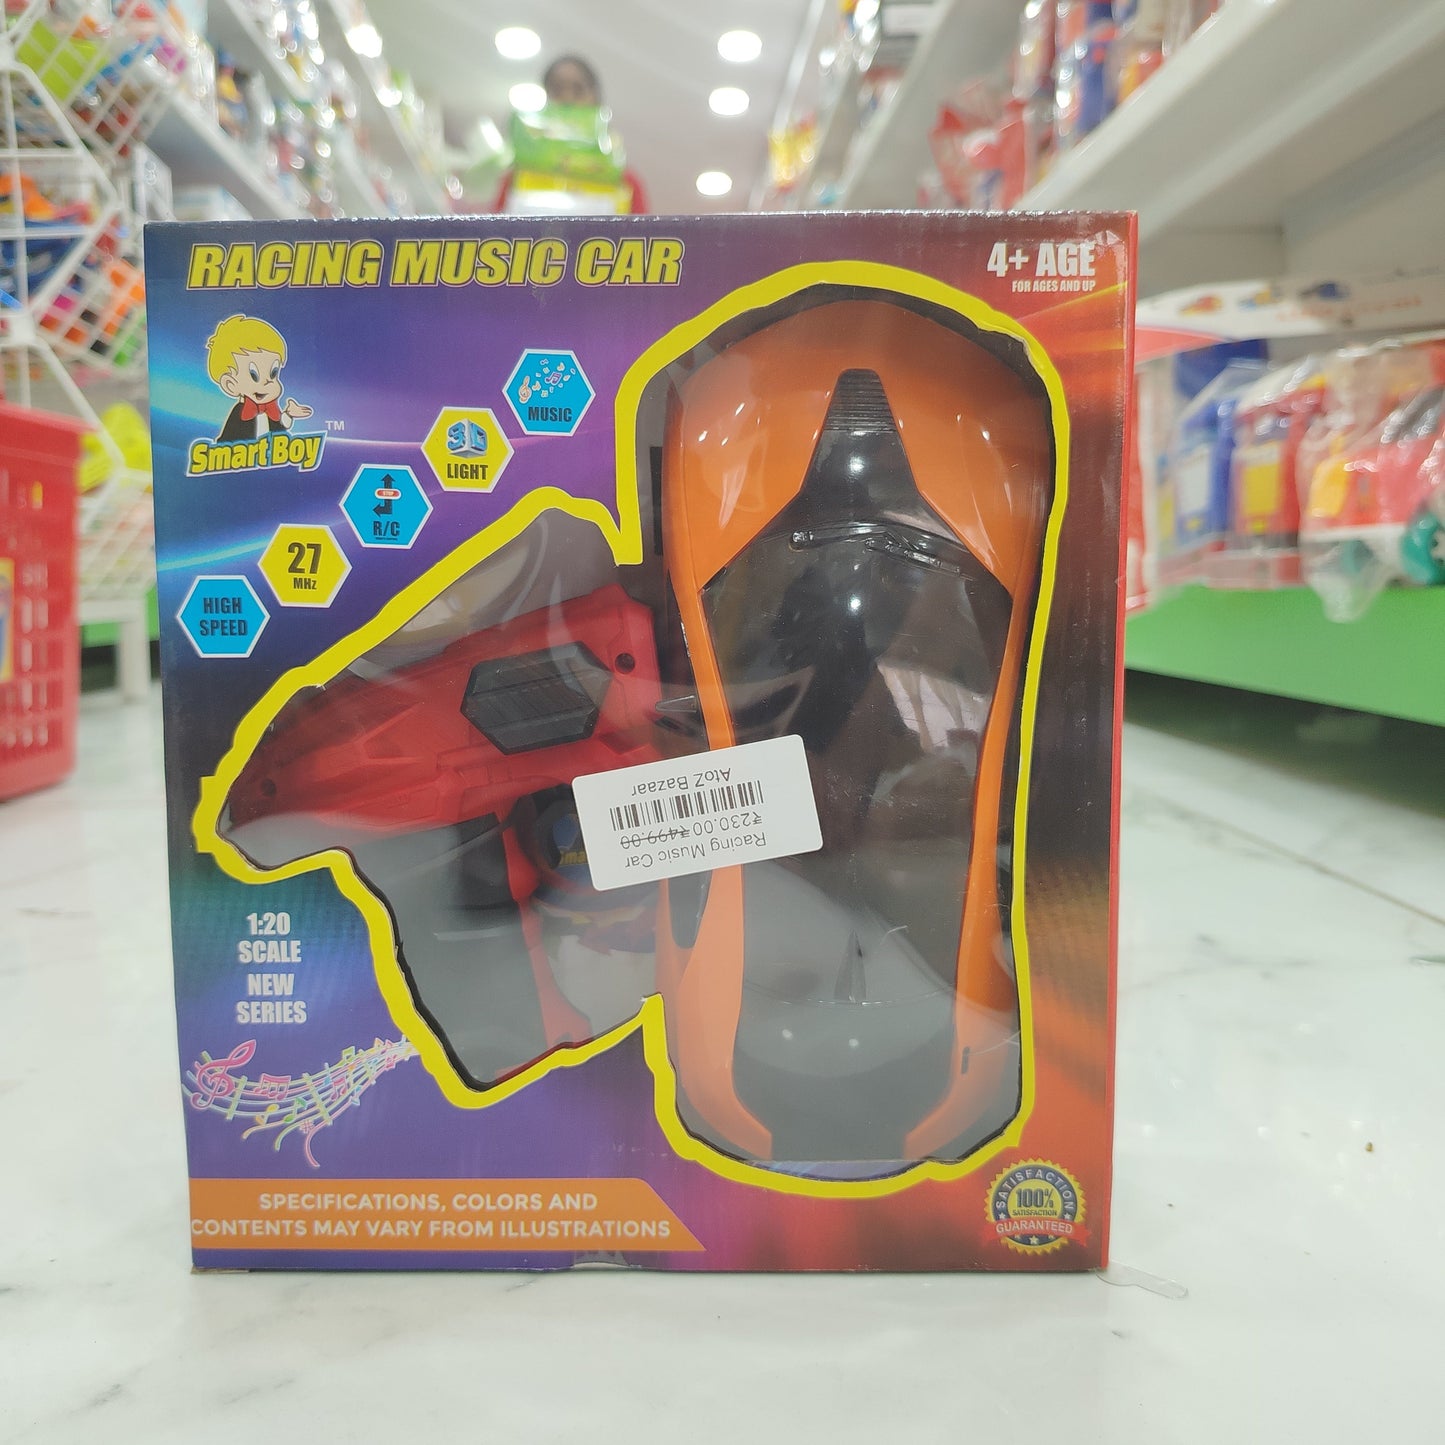 RACING MUSIC CAR
4+ AGE
FOR AGES AND UP
Smart Boy TM
MUSIC
3D
LIGHT
STOP
R/C
27
MHz
HIGH
SPEED
Racing Music Car
₹230.00 ₹499.00
AtoZ Bazaar
1:20
SCALE
NEW
SERIES
SPECIFICATIONS, COLORS AND
CONTENTS MAY VARY FROM ILLUSTRATIONS
SATISFACTION
100%
SATISFACTION
GUARANTEED